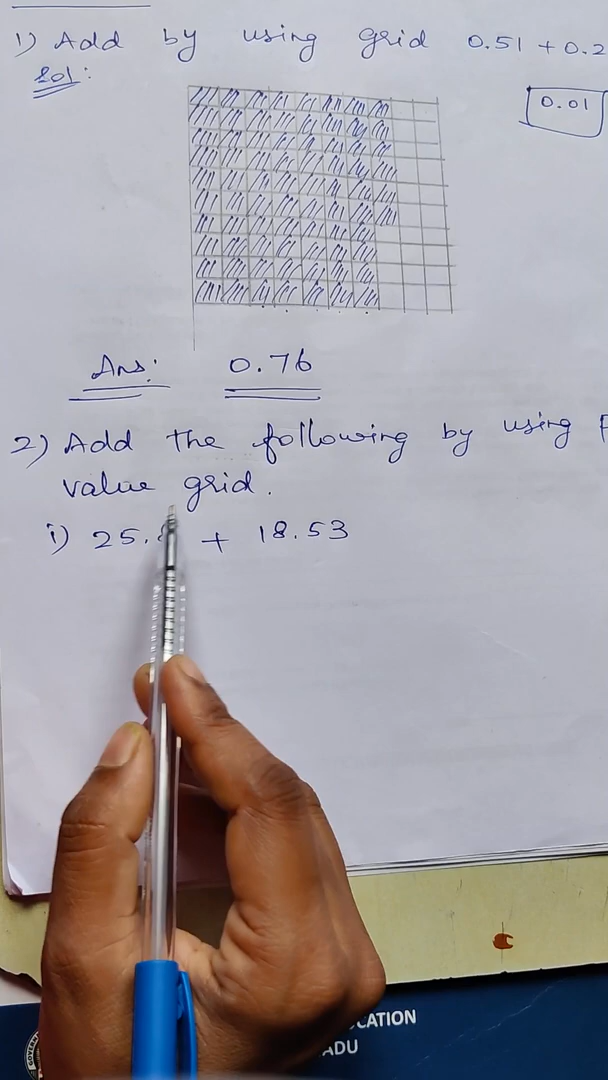 1) Add by using grid 0.51 + 0.2
Sol:
0.01
Ans: 0.76
2) Add the following by using P
value grid.
i) 25. + 18.53
CATION
ADU